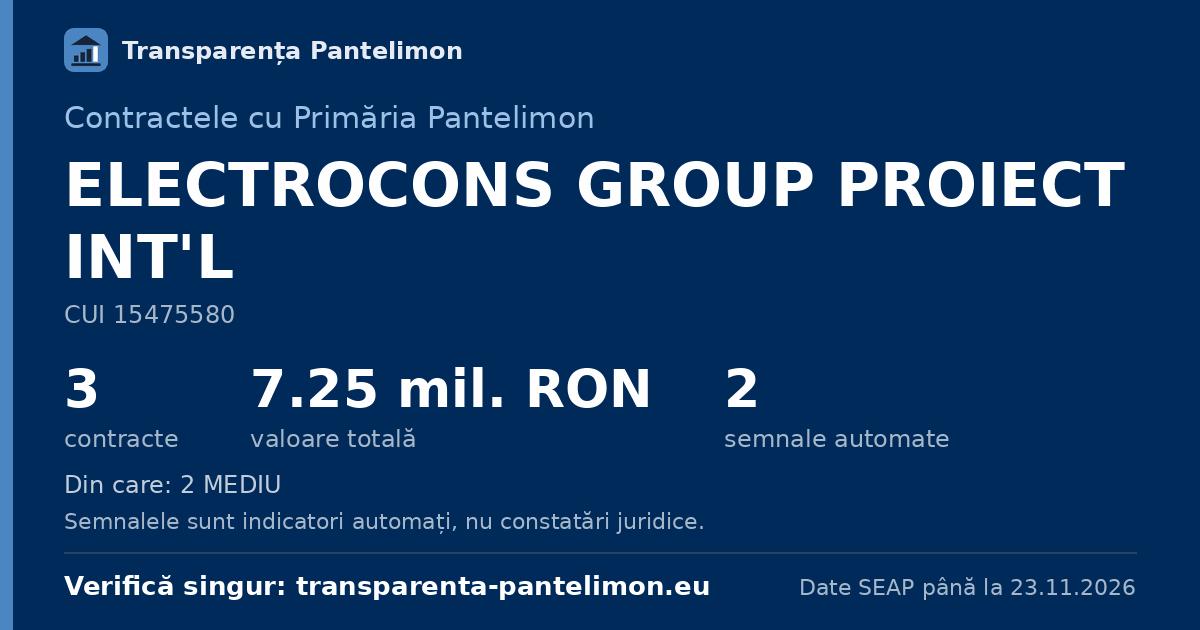 Transparența Pantelimon
Contractele cu Primăria Pantelimon
ELECTROCONS GROUP PROIECT
INT'L
CUI 15475580
3 7.25 mil. RON 2
contracte valoare totală semnale automate
Din care: 2 MEDIU
Semnalele sunt indicatori automați, nu constatări juridice.
Verifică singur: transparenta-pantelimon.eu Date SEAP până la 23.11.2026